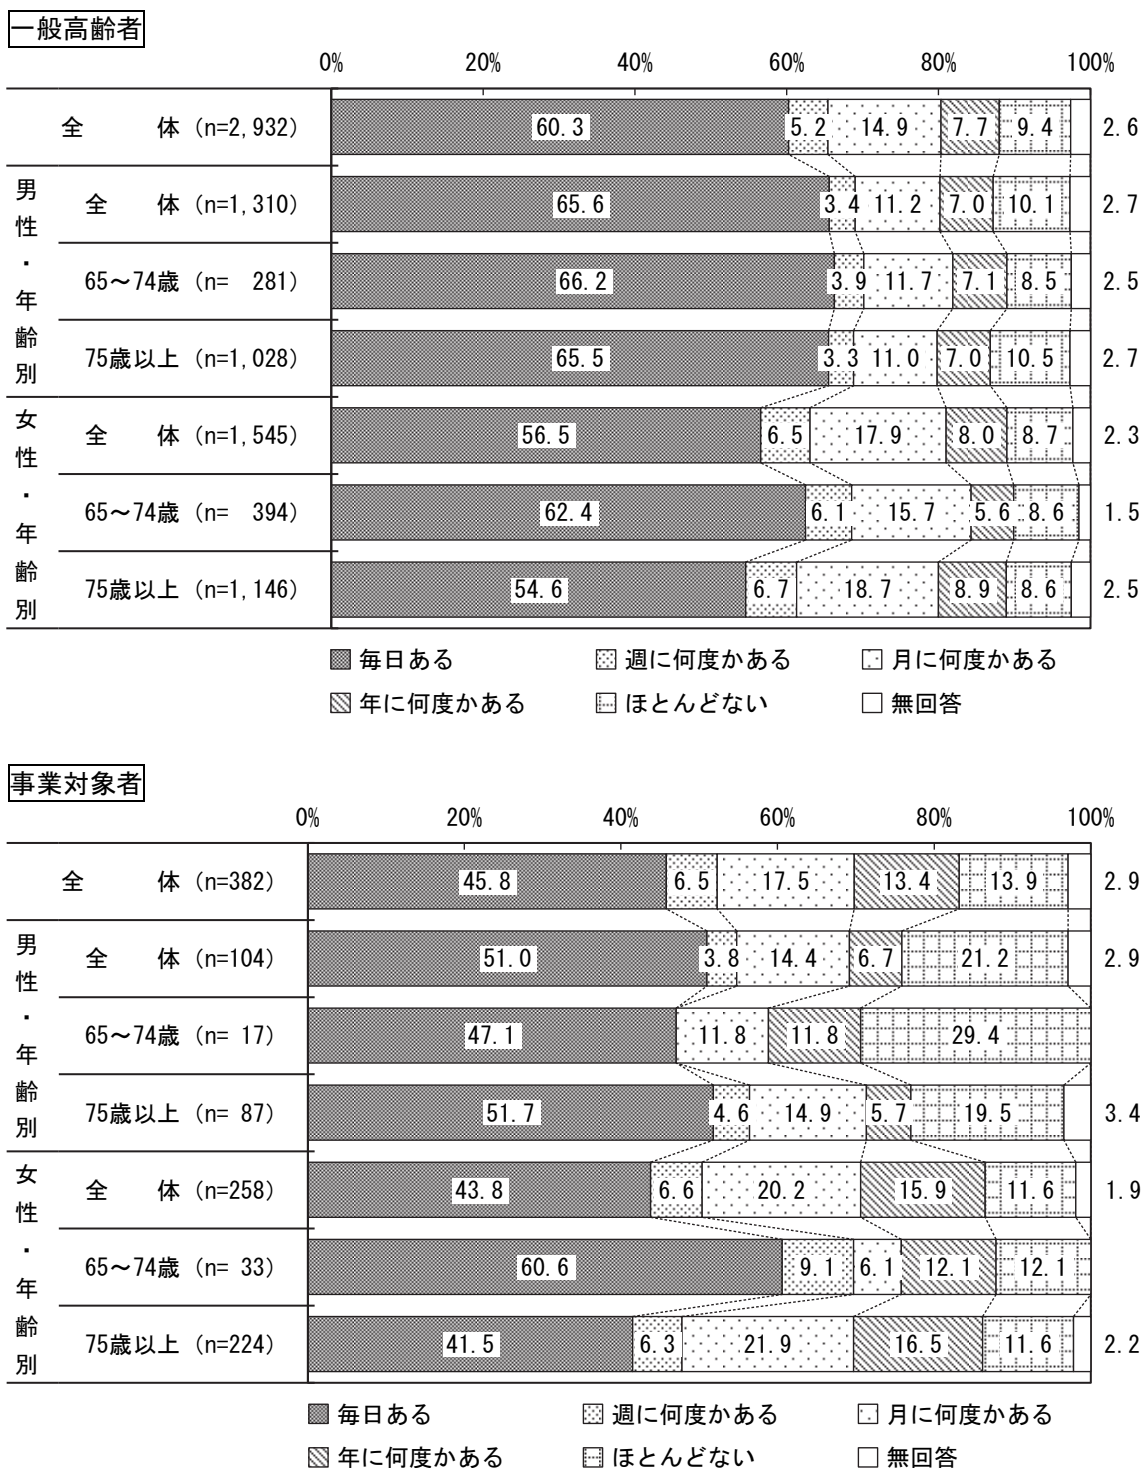 一般高齢者
0% 20% 40% 60% 80% 100%
全 体 (n=2,932) 60.3 5.2 14.9 7.7 9.4 2.6
男性・年齢別
全 体 (n=1,310) 65.6 3.4 11.2 7.0 10.1 2.7
65～74歳 (n= 281) 66.2 3.9 11.7 7.1 8.5 2.5
75歳以上 (n=1,028) 65.5 3.3 11.0 7.0 10.5 2.7
女性・年齢別
全 体 (n=1,545) 56.5 6.5 17.9 8.0 8.7 2.3
65～74歳 (n= 394) 62.4 6.1 15.7 5.6 8.6 1.5
75歳以上 (n=1,146) 54.6 6.7 18.7 8.9 8.6 2.5
毎日ある 週に何度かある 月に何度かある
年に何度かある ほとんどない 無回答
事業対象者
0% 20% 40% 60% 80% 100%
全 体 (n=382) 45.8 6.5 17.5 13.4 13.9 2.9
男性・年齢別
全 体 (n=104) 51.0 3.8 14.4 6.7 21.2 2.9
65～74歳 (n= 17) 47.1 11.8 11.8 29.4
75歳以上 (n= 87) 51.7 4.6 14.9 5.7 19.5 3.4
女性・年齢別
全 体 (n=258) 43.8 6.6 20.2 15.9 11.6 1.9
65～74歳 (n= 33) 60.6 9.1 6.1 12.1 12.1
75歳以上 (n=224) 41.5 6.3 21.9 16.5 11.6 2.2
毎日ある 週に何度かある 月に何度かある
年に何度かある ほとんどない 無回答